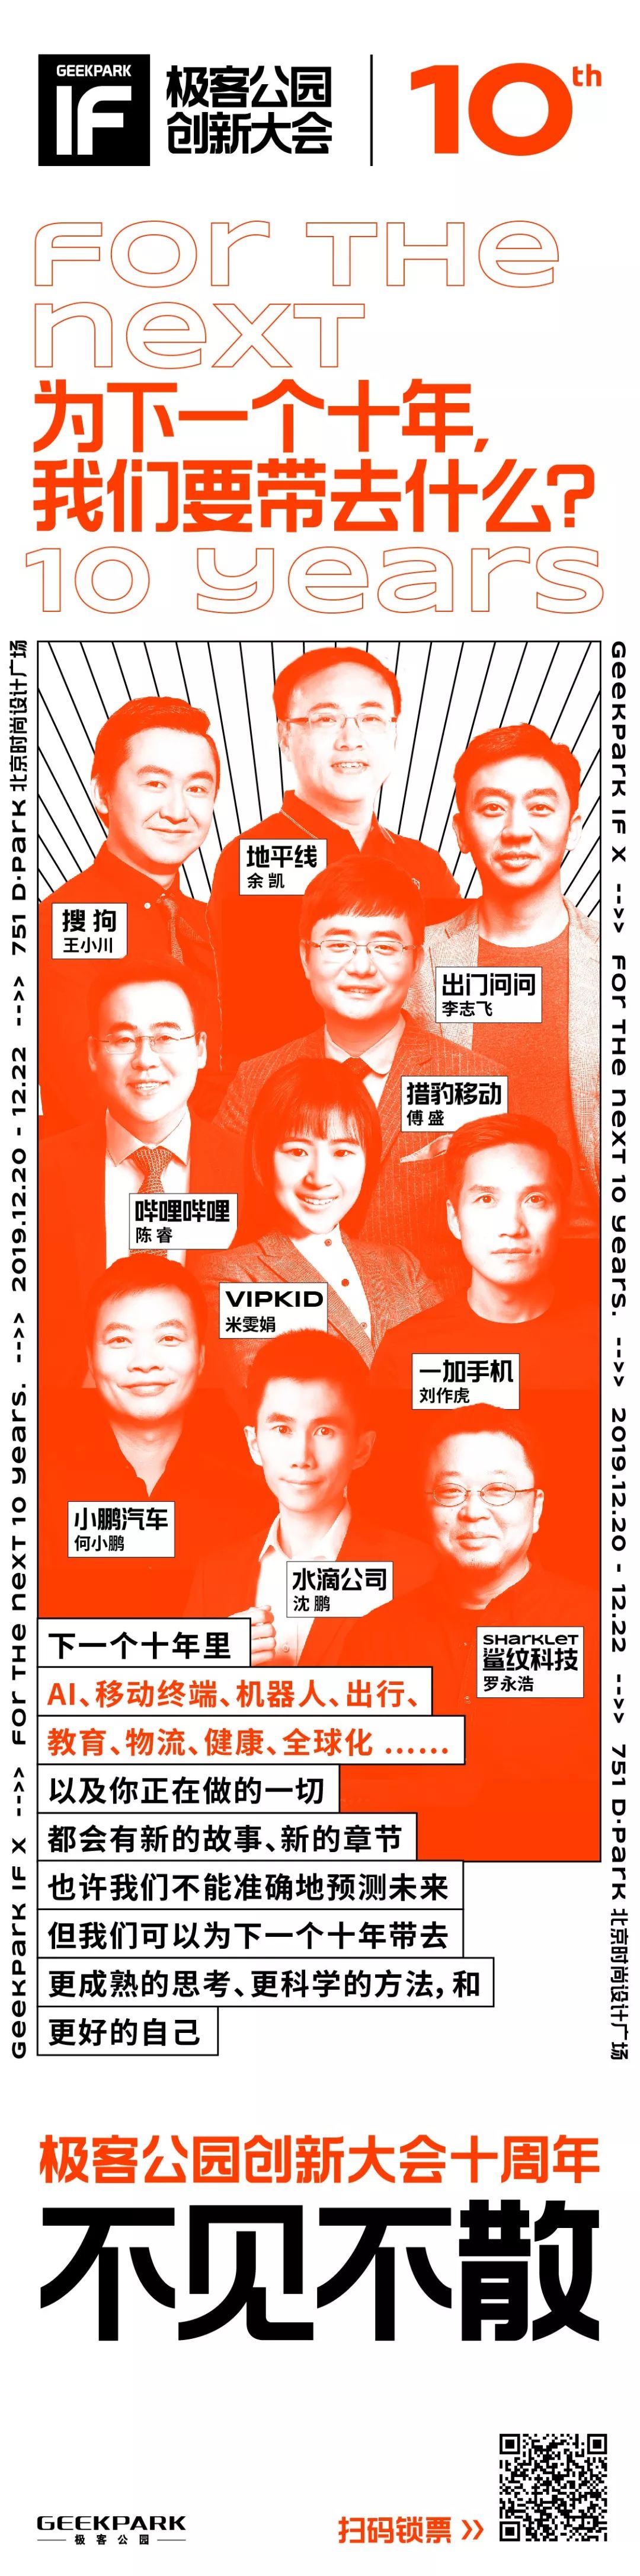 GEEKPARK
IF
极客公园
创新大会
10th
FOR THE
NEXT
为下一个十年,
我们要带去什么?
10 years
GEEKPARK IF X -->> FOR THE NEXT 10 years. -->> 2019.12.20 - 12.22 -->> 751 D·PARK 北京时尚设计广场
GEEKPARK IF X -->> FOR THE NEXT 10 years. -->> 2019.12.20 - 12.22 -->> 751 D·PARK 北京时尚设计广场
地平线
余凯
搜狗
王小川
出门问问
李志飞
猎豹移动
傅盛
哔哩哔哩
陈睿
VIPKID
米雯娟
一加手机
刘作虎
小鹏汽车
何小鹏
水滴公司
沈鹏
SHARKLET
鲨纹科技
罗永浩
下一个十年里
AI、移动终端、机器人、出行、
教育、物流、健康、全球化 ……
以及你正在做的一切
都会有新的故事、新的章节
也许我们不能准确地预测未来
但我们可以为下一个十年带去
更成熟的思考、更科学的方法, 和
更好的自己
极客公园创新大会十周年
不见不散
GEEKPARK
极客公园
扫码锁票 >>